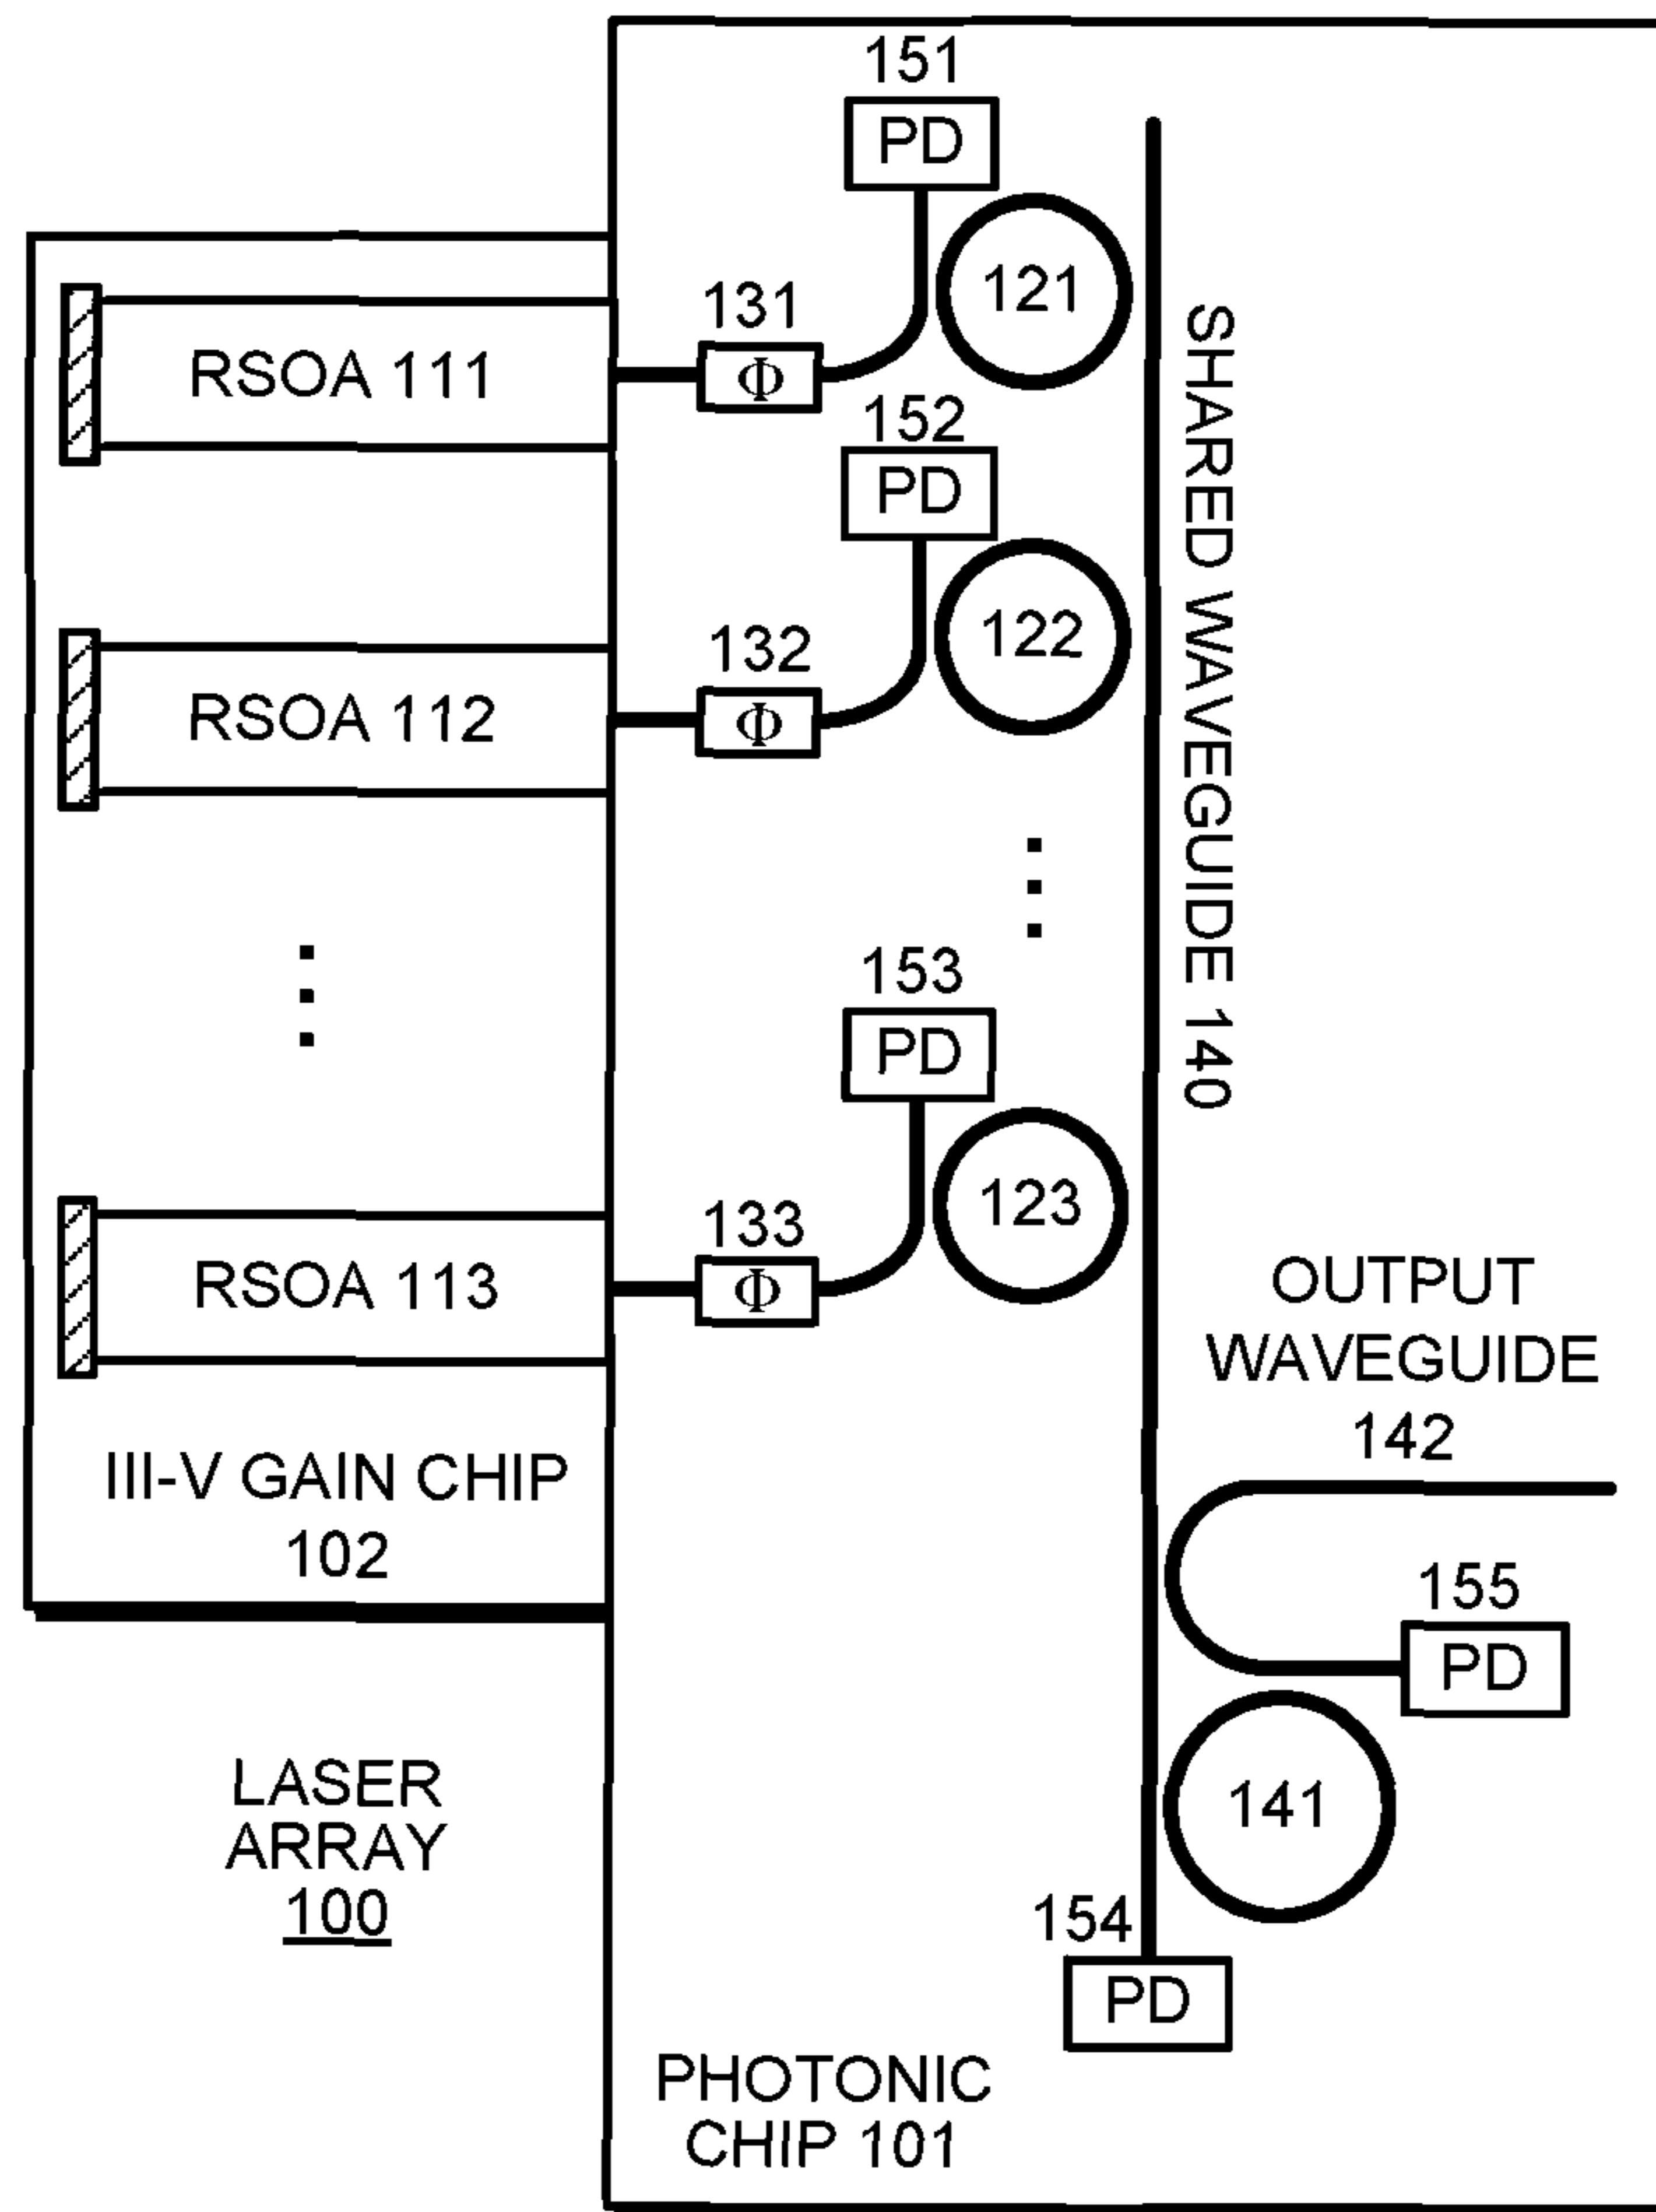 151
PD
121
131
RSOA 111
Φ
152
PD
122
132
RSOA 112
Φ
SHARED WAVEGUIDE 140
153
PD
123
133
RSOA 113
Φ
OUTPUT
WAVEGUIDE
142
III-V GAIN CHIP
102
155
PD
141
LASER
ARRAY
100
154
PD
PHOTONIC
CHIP 101